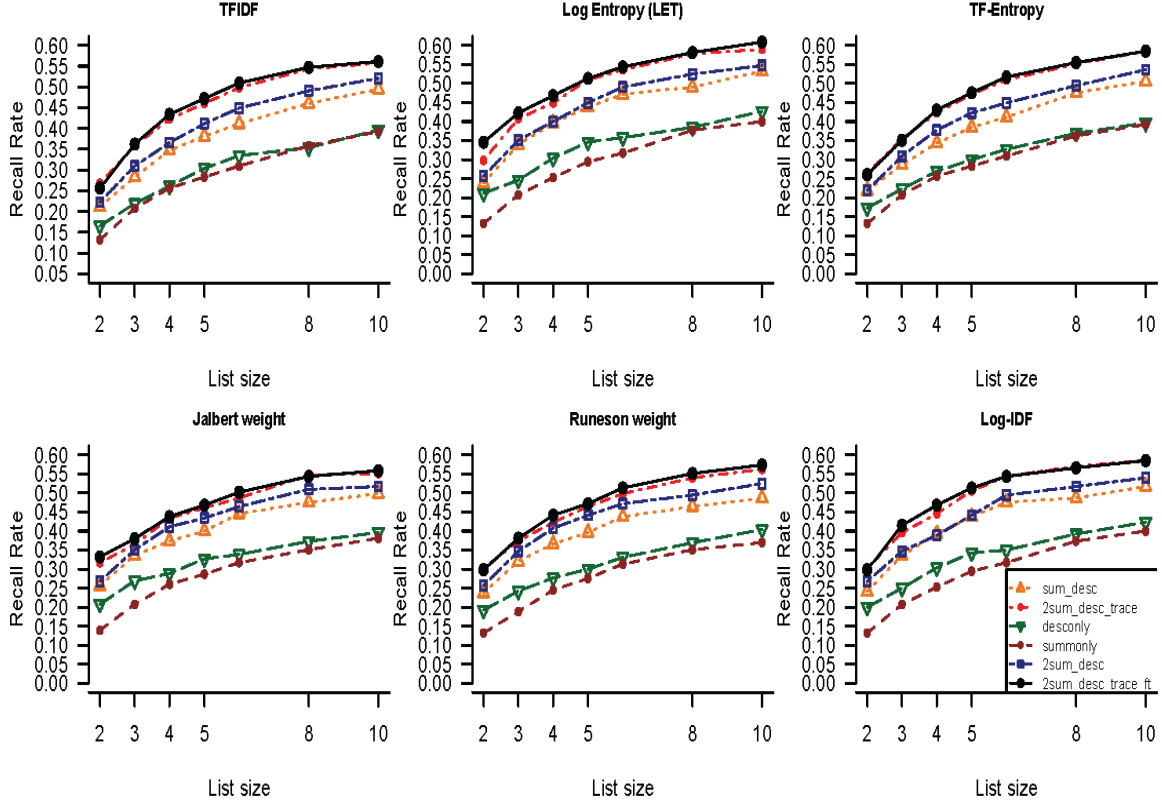 TFIDF
Log Entropy (LET)
TF-Entropy
Recall Rate
0.60
0.55
0.50
0.45
0.40
0.35
0.30
0.25
0.20
0.15
0.10
0.05
2 3 4 5 8 10
List size
Recall Rate
0.60
0.55
0.50
0.45
0.40
0.35
0.30
0.25
0.20
0.15
0.10
0.00
2 3 4 5 8 10
List size
Recall Rate
0.60
0.55
0.50
0.45
0.40
0.35
0.30
0.25
0.20
0.15
0.10
0.00
2 3 4 5 8 10
List size
Jalbert weight
Runeson weight
Log-IDF
Recall Rate
0.60
0.55
0.50
0.45
0.40
0.35
0.30
0.25
0.20
0.15
0.10
0.05
0.00
2 3 4 5 8 10
List size
Recall Rate
0.60
0.55
0.50
0.45
0.40
0.35
0.30
0.25
0.20
0.15
0.10
0.05
0.00
2 3 4 5 8 10
List size
Recall Rate
0.60
0.55
0.50
0.45
0.40
0.35
0.30
0.25
0.20
0.15
0.10
0.05
0.00
2 3 4 5 8 10
List size
sum_desc
2sum_desc_trace
desconly
summonly
2sum_desc
2sum_desc_trace_ft